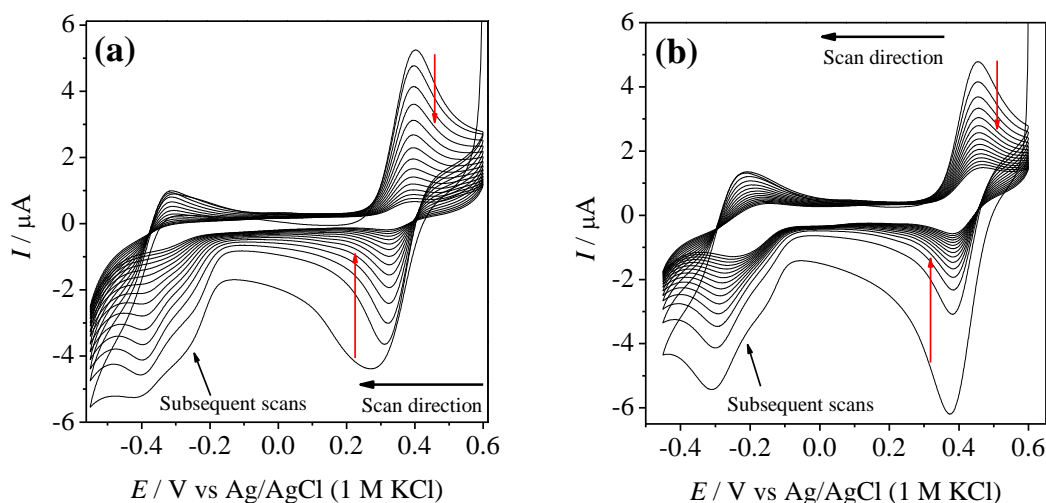 (a)
6
4
2
0
-2
-4
-6
I / µA
Subsequent scans
Scan direction
-0.4
-0.2
0.0
0.2
0.4
0.6
E / V vs Ag/AgCl (1 M KCl)
(b)
6
4
2
0
-2
-4
-6
I / µA
Scan direction
Subsequent scans
-0.4
-0.2
0.0
0.2
0.4
0.6
E / V vs Ag/AgCl (1 M KCl)